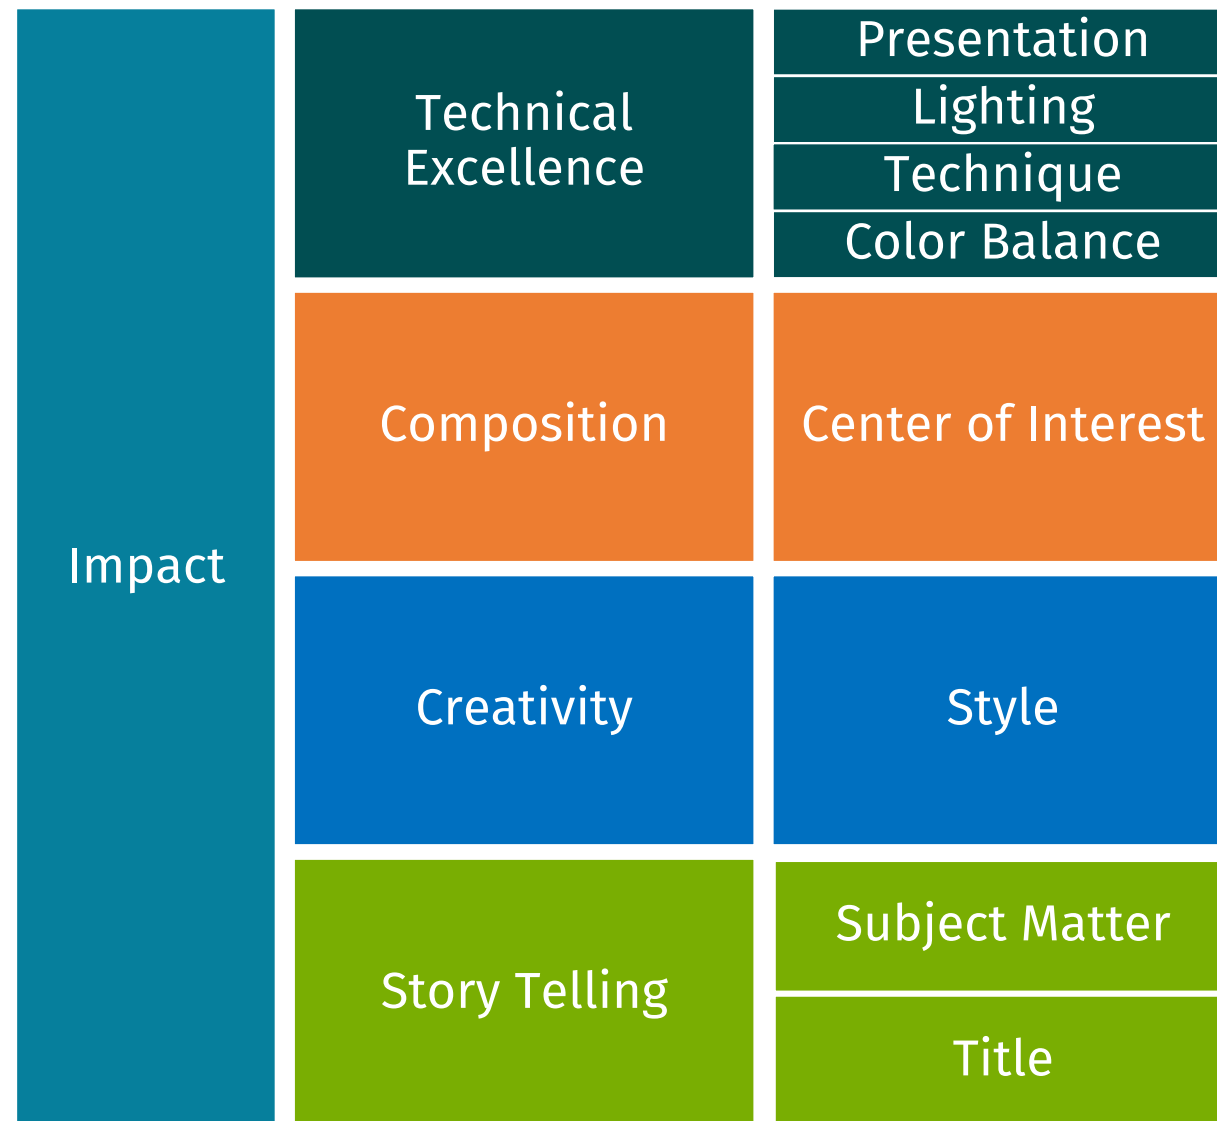 Impact
Technical
Excellence
Presentation
Lighting
Technique
Color Balance
Composition
Center of Interest
Creativity
Style
Story Telling
Subject Matter
Title